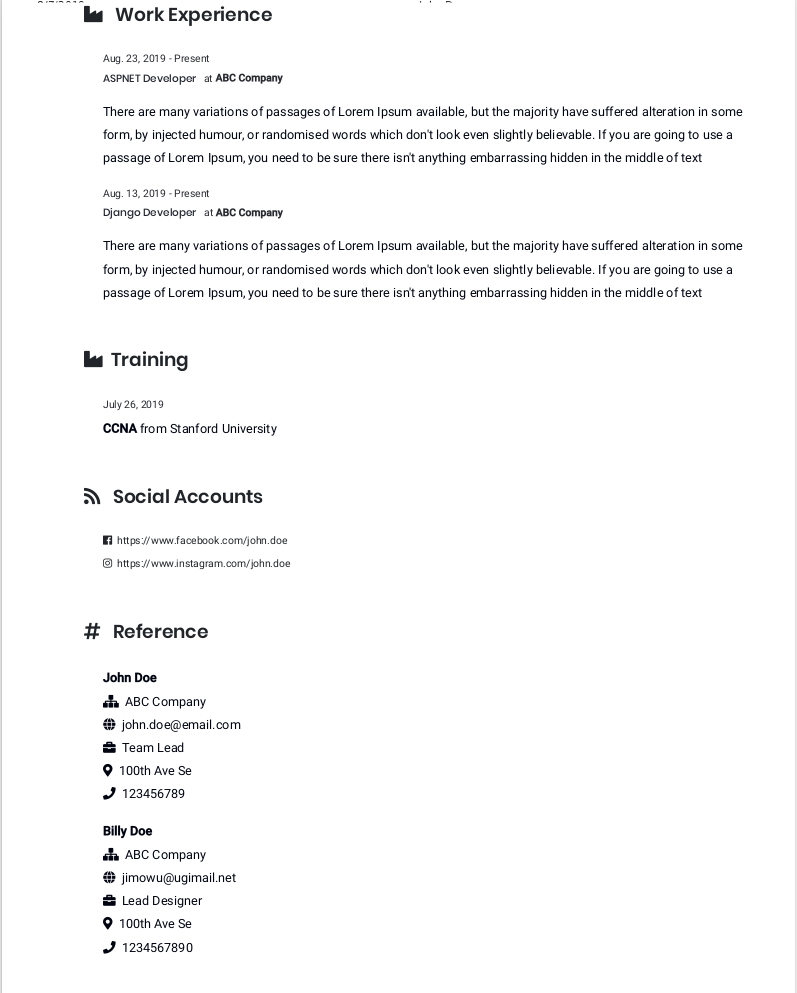 Work Experience
Aug. 23, 2019 - Present
ASP.NET Developer at ABC Company
There are many variations of passages of Lorem Ipsum available, but the majority have suffered alteration in some
form, by injected humour, or randomised words which don't look even slightly believable. If you are going to use a
passage of Lorem Ipsum, you need to be sure there isn't anything embarrassing hidden in the middle of text
Aug. 13, 2019 - Present
Django Developer at ABC Company
There are many variations of passages of Lorem Ipsum available, but the majority have suffered alteration in some
form, by injected humour, or randomised words which don't look even slightly believable. If you are going to use a
passage of Lorem Ipsum, you need to be sure there isn't anything embarrassing hidden in the middle of text
Training
July 26, 2019
CCNA from Stanford University
Social Accounts
https://www.facebook.com/john.doe
https://www.instagram.com/john.doe
Reference
John Doe
ABC Company
john.doe@email.com
Team Lead
100th Ave Se
123456789
Billy Doe
ABC Company
jimowu@ugimail.net
Lead Designer
100th Ave Se
1234567890